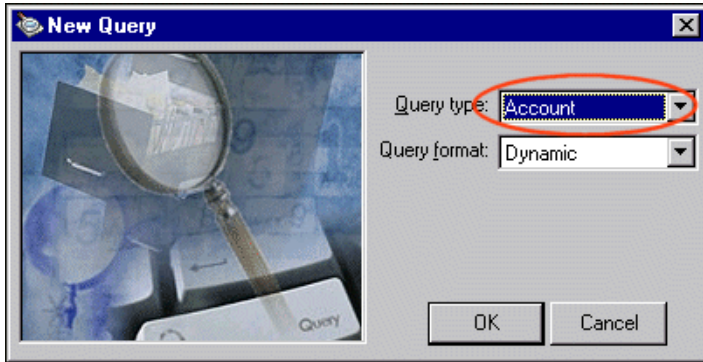 New Query
Query type: Account
Query format: Dynamic
Query
OK Cancel